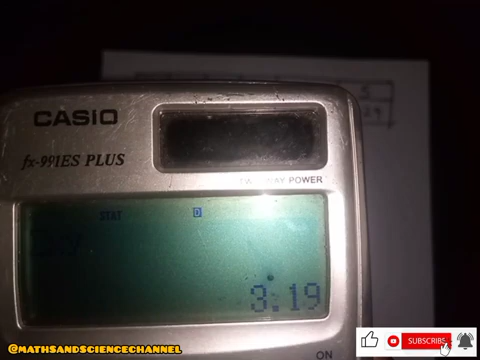 CASIO
fx-991ES PLUS
TWO WAY POWER
STAT D
3.19
ON
SUBSCRIBE
@MATHSANDSCIENCECHANNEL